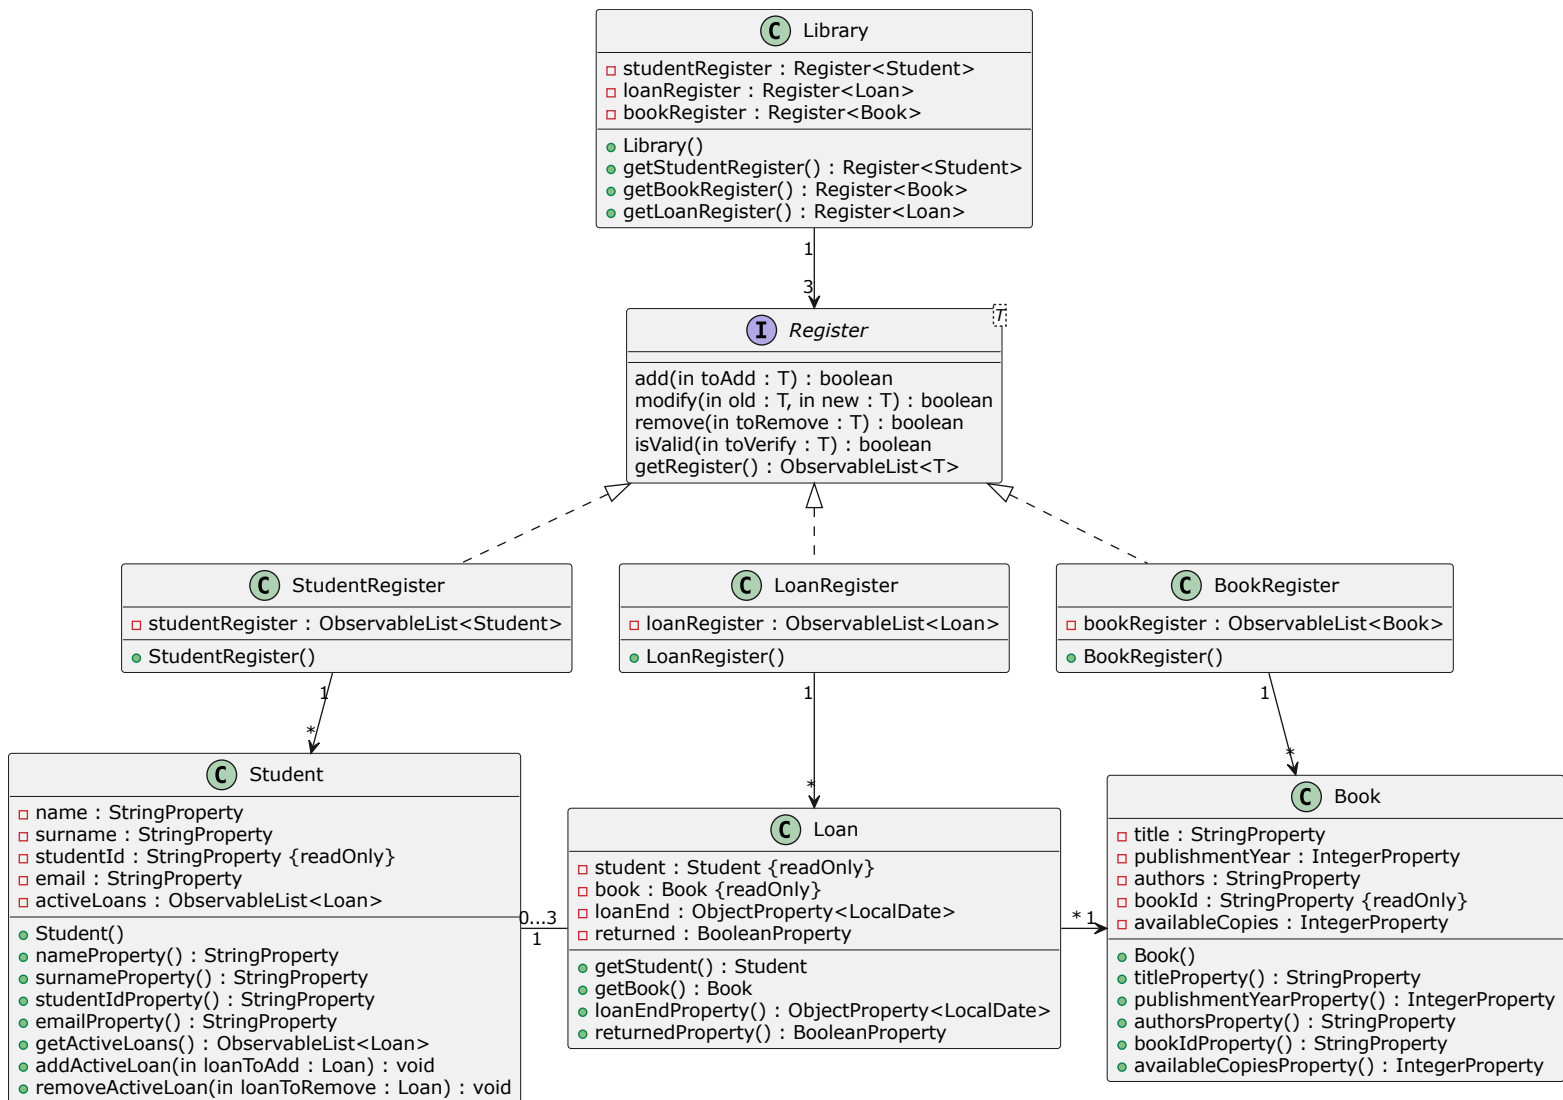 C Library
studentRegister : Register<Student>
loanRegister : Register<Loan>
bookRegister : Register<Book>
Library()
getStudentRegister() : Register<Student>
getBookRegister() : Register<Book>
getLoanRegister() : Register<Loan>
1
3
I Register
T
add(in toAdd : T) : boolean
modify(in old : T, in new : T) : boolean
remove(in toRemove : T) : boolean
isValid(in toVerify : T) : boolean
getRegister() : ObservableList<T>
C StudentRegister
studentRegister : ObservableList<Student>
StudentRegister()
C LoanRegister
loanRegister : ObservableList<Loan>
LoanRegister()
C BookRegister
bookRegister : ObservableList<Book>
BookRegister()
1
*
1
*
1
*
C Student
name : StringProperty
surname : StringProperty
studentId : StringProperty {readOnly}
email : StringProperty
activeLoans : ObservableList<Loan>
Student()
nameProperty() : StringProperty
surnameProperty() : StringProperty
studentIdProperty() : StringProperty
emailProperty() : StringProperty
getActiveLoans() : ObservableList<Loan>
addActiveLoan(in loanToAdd : Loan) : void
removeActiveLoan(in loanToRemove : Loan) : void
0...3
1
C Loan
student : Student {readOnly}
book : Book {readOnly}
loanEnd : ObjectProperty<LocalDate>
returned : BooleanProperty
getStudent() : Student
getBook() : Book
loanEndProperty() : ObjectProperty<LocalDate>
returnedProperty() : BooleanProperty
* 1
C Book
title : StringProperty
publishmentYear : IntegerProperty
authors : StringProperty
bookId : StringProperty {readOnly}
availableCopies : IntegerProperty
Book()
titleProperty() : StringProperty
publishmentYearProperty() : IntegerProperty
authorsProperty() : StringProperty
bookIdProperty() : StringProperty
availableCopiesProperty() : IntegerProperty